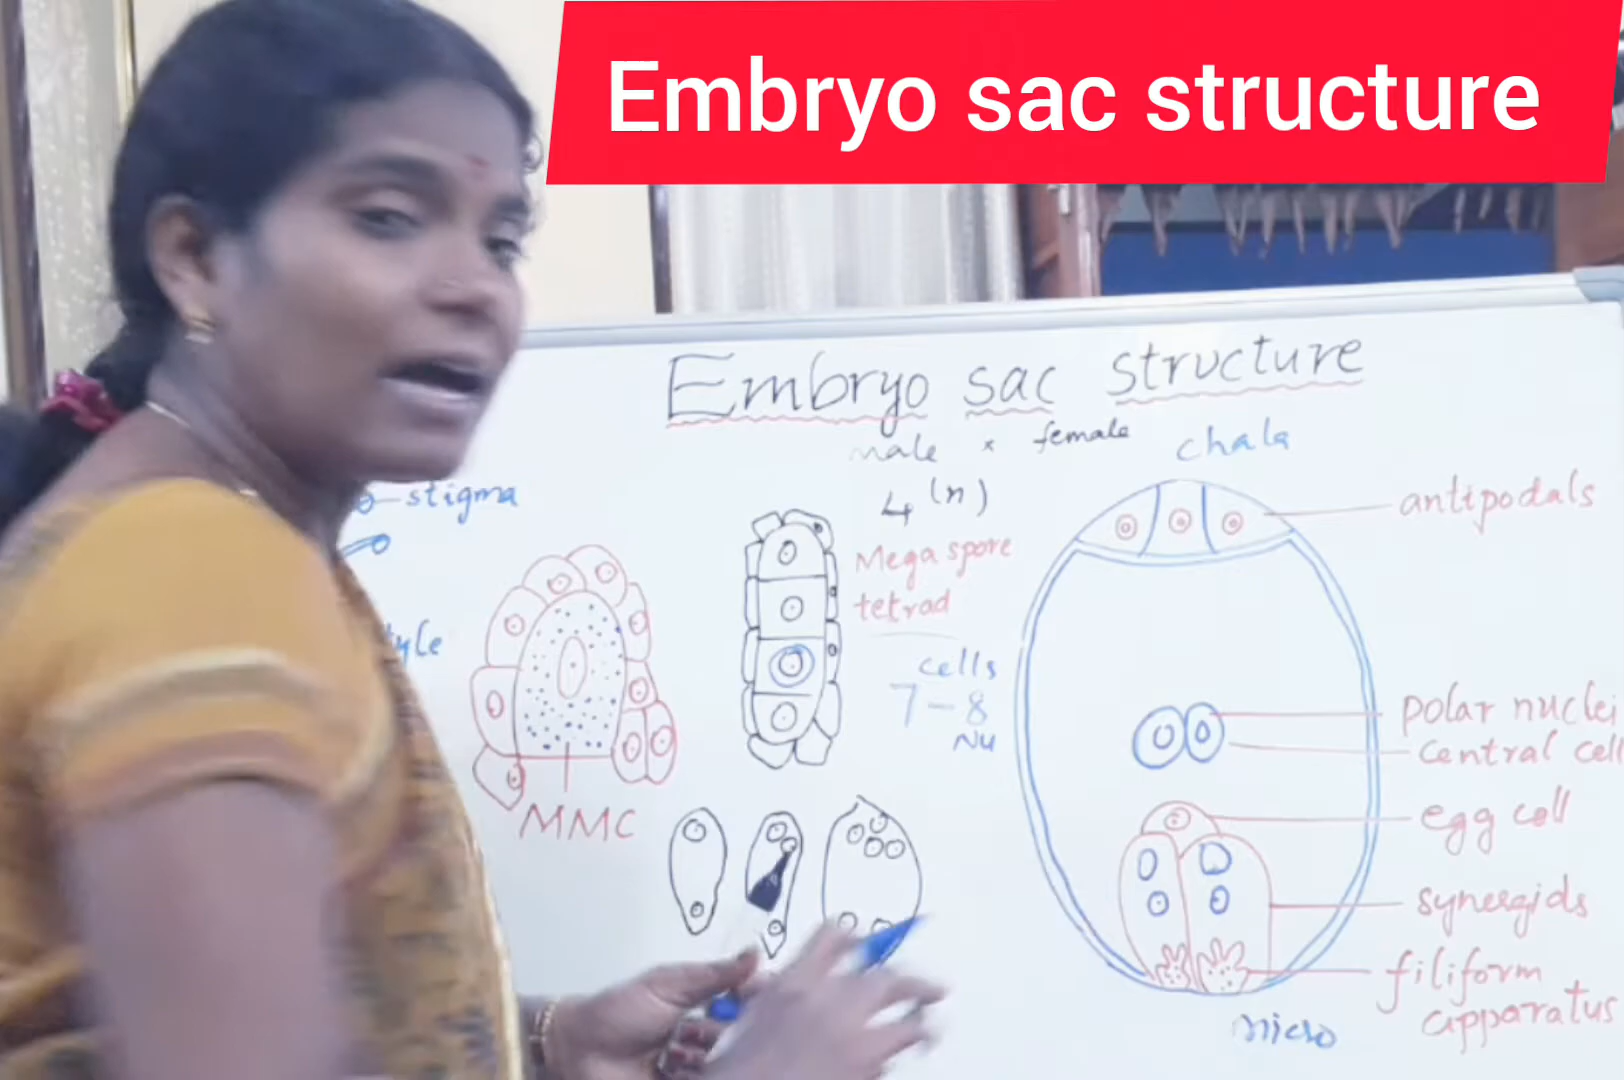 Embryo sac structure
Embryo sac structure
male × female
chala
stigma
4 (n)
antipodals
Mega spore
tetrad
cells
7-8
Nu
polar nuclei
central cell
MMC
egg cell
synergids
filiform
apparatus
micro